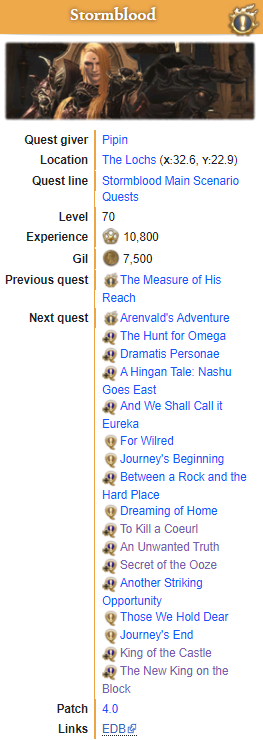 Stormblood
Quest giver Pipin
Location The Lochs (X:32.6, Y:22.9)
Quest line Stormblood Main Scenario
Quests
Level 70
Experience 10,800
Gil 7,500
Previous quest The Measure of His
Reach
Next quest Arenvald's Adventure
The Hunt for Omega
Dramatis Personae
A Hingan Tale: Nashu
Goes East
And We Shall Call it
Eureka
For Wilred
Journey's Beginning
Between a Rock and the
Hard Place
Dreaming of Home
To Kill a Coeurl
An Unwanted Truth
Secret of the Ooze
Another Striking
Opportunity
Those We Hold Dear
Journey's End
King of the Castle
The New King on the
Block
Patch 4.0
Links EDB